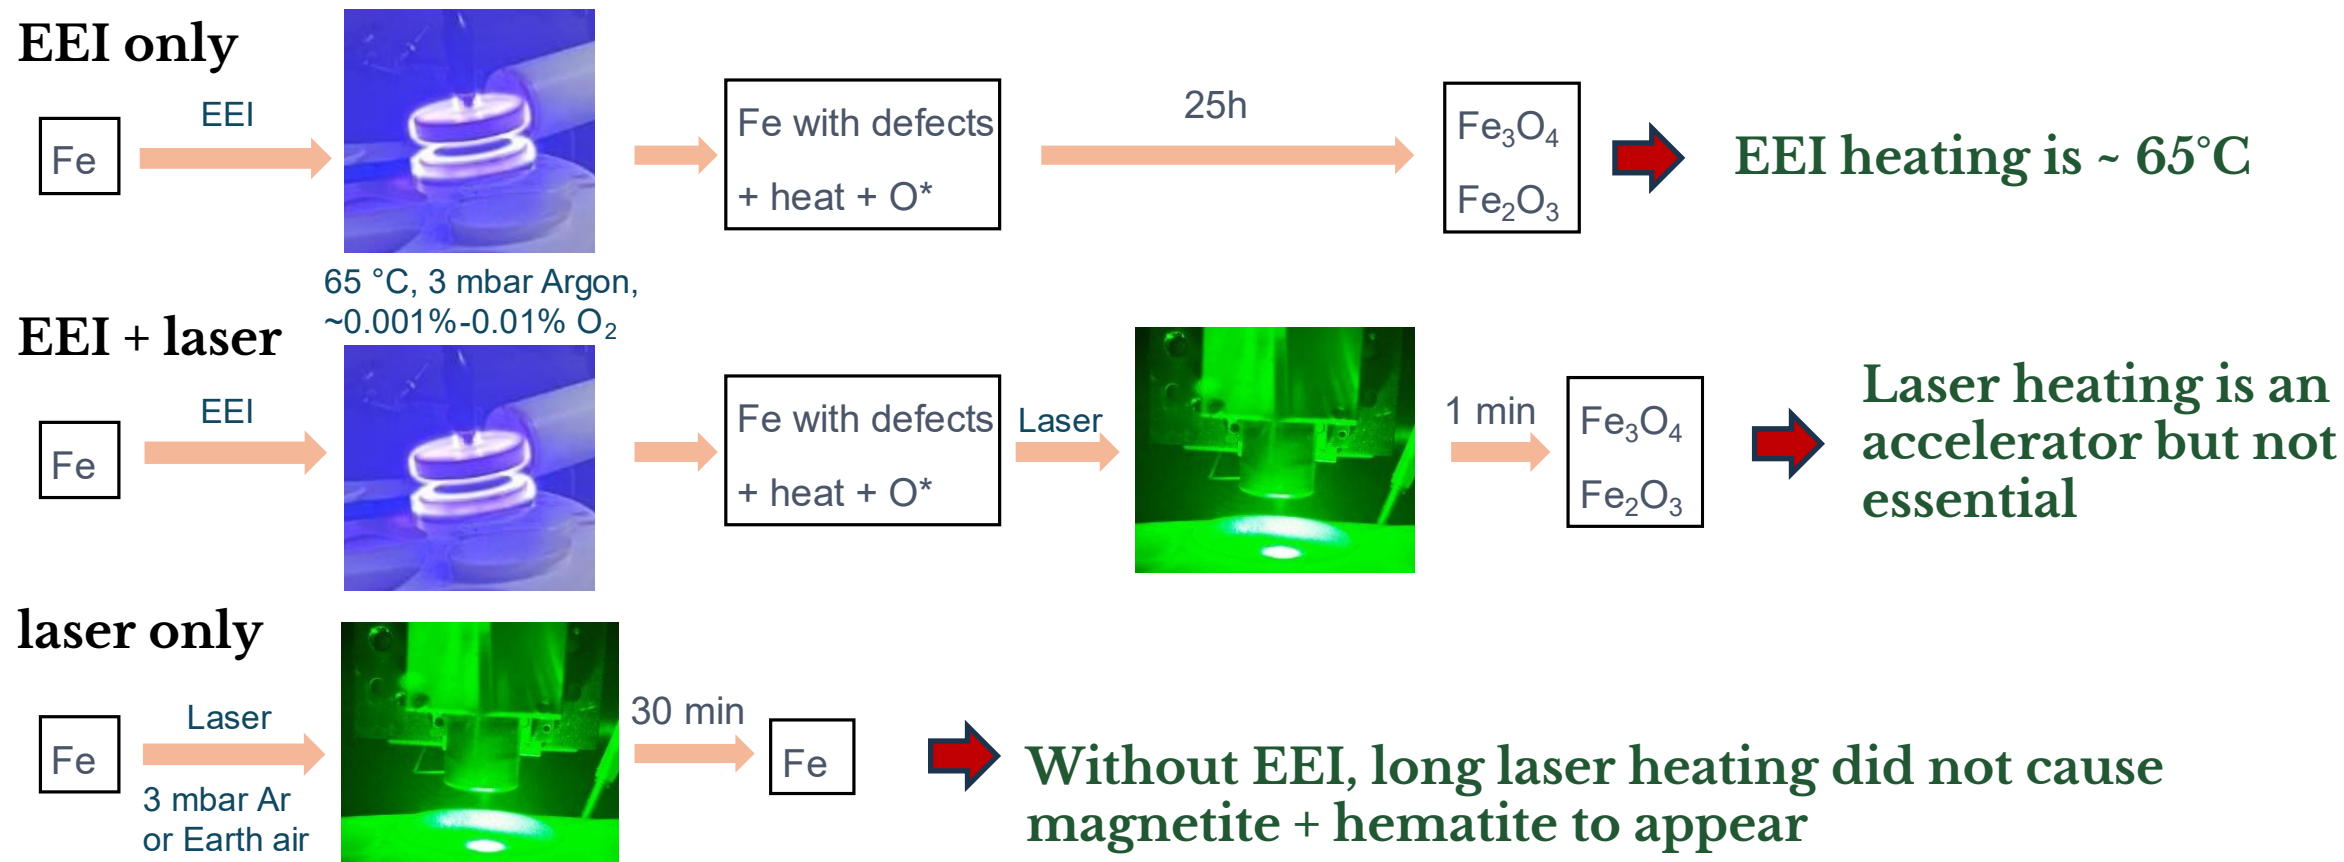 EEI only
Fe
EEI
Fe with defects
+ heat + O*
25h
Fe₃O₄
Fe₂O₃
EEI heating is ~ 65°C
65 °C, 3 mbar Argon,
~0.001%-0.01% O₂
EEI + laser
Fe
EEI
Fe with defects
+ heat + O*
Laser
1 min
Fe₃O₄
Fe₂O₃
Laser heating is an
accelerator but not
essential
laser only
Fe
Laser
3 mbar Ar
or Earth air
30 min
Fe
Without EEI, long laser heating did not cause
magnetite + hematite to appear